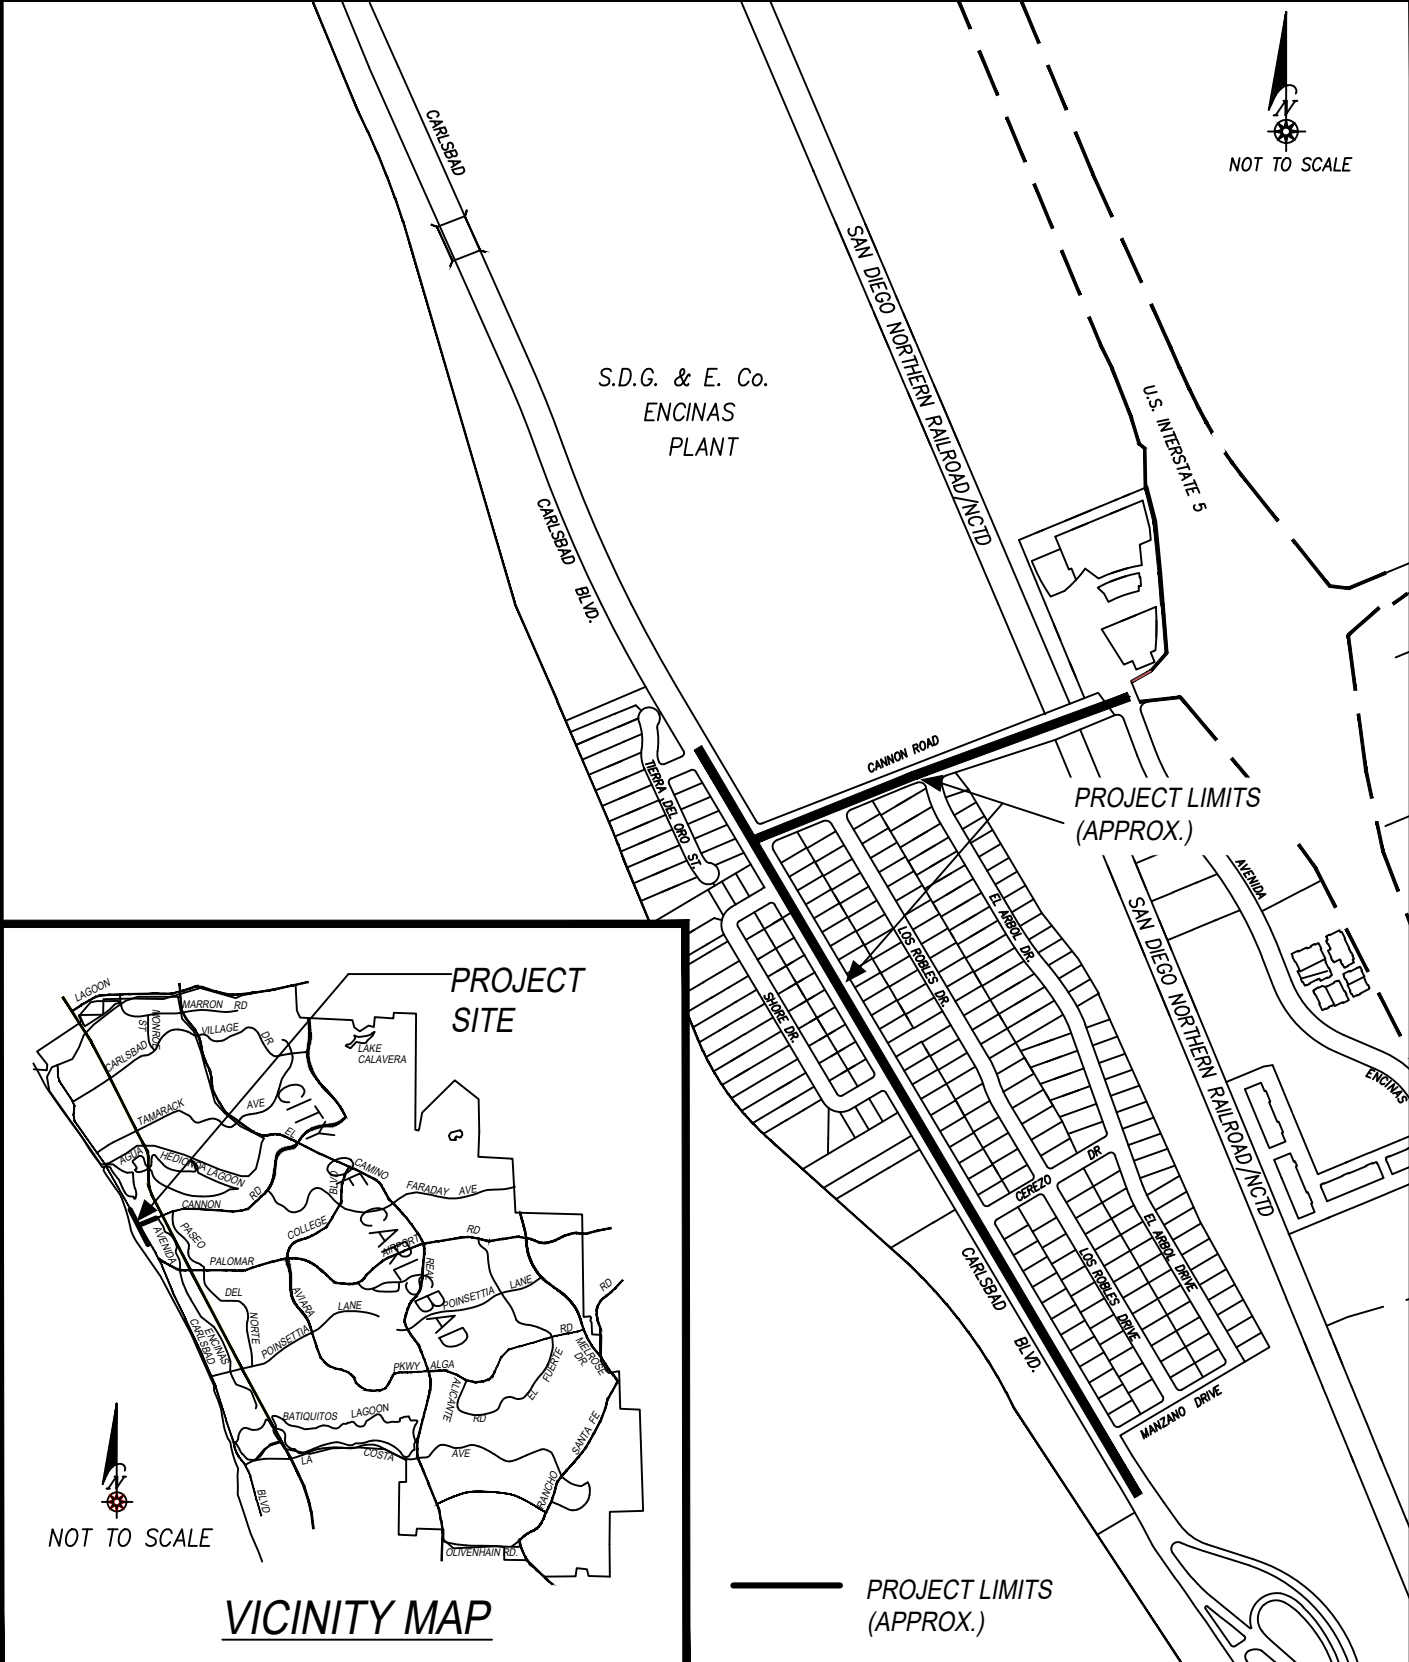 CARLSBAD
N
NOT TO SCALE
SAN DIEGO NORTHERN RAILROAD/NCTD
S.D.G. & E. Co.
ENCINAS
PLANT
U.S. INTERSTATE 5
CARLSBAD BLVD.
CANNON ROAD
TIERRA DEL ORO ST.
PROJECT LIMITS
(APPROX.)
AVENIDA
ENCINAS
EL ARBOL DR.
LOS ROBLES DR.
SHORE DR.
SAN DIEGO NORTHERN RAILROAD/NCTD
CEREZO DR
EL ARBOL DRIVE
LOS ROBLES DRIVE
CARLSBAD BLVD.
MANZANO DRIVE
PROJECT LIMITS
(APPROX.)
PROJECT
SITE
LAGOON
MARRON RD
MONROE
ST
CARLSBAD VILLAGE DR
LAKE
CALAVERA
TAMARACK AVE
CITY OF CARLSBAD
EL CAMINO REAL
AGUA HEDIONDA LAGOON
CANNON RD
COLLEGE BLVD
FARADAY AVE
AVENIDA
ENCINAS
PASEO DEL NORTE
PALOMAR AIRPORT RD
AVIARA
PKWY
POINSETTIA LANE
POINSETTIA LANE
CARLSBAD
BLVD
ALGA RD
MELROSE
DR.
RD
EL FUERTE
ALICANTE
RD
BATIQUITOS LAGOON
LA COSTA AVE
RANCHO SANTA FE
OLIVENHAIN RD.
N
NOT TO SCALE
VICINITY MAP